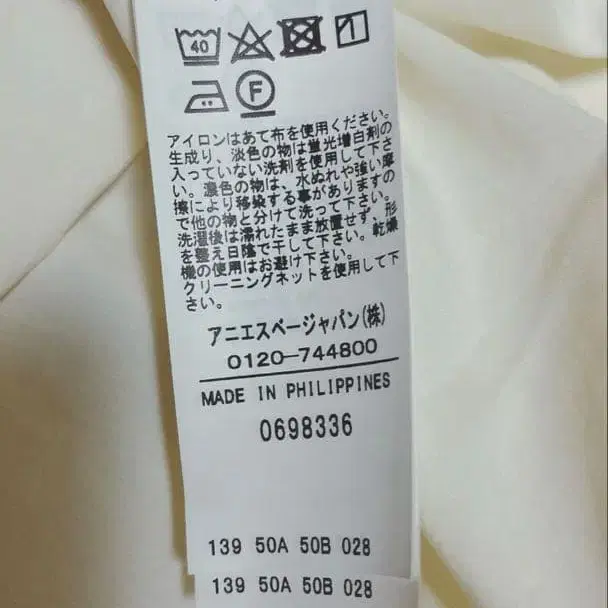 40
F
アイロンはあて布を使用ください。
生成り、淡色の物は蛍光増白剤の
入っていない洗剤を使用して下さ
い。濃色の物は、水ぬれや強い摩
擦により移染する事がありますの
で他の物と分けて洗って下さい。
洗濯後は濡れたまま放置せず、形
を整え日陰で干して下さい。乾燥
機の使用はお避け下さい。
クリーニングネットを使用して下
さい。
アニエスベージャパン(株)
0120-744800
MADE IN PHILIPPINES
0698336
139 50A 50B 028
139 50A 50B 028